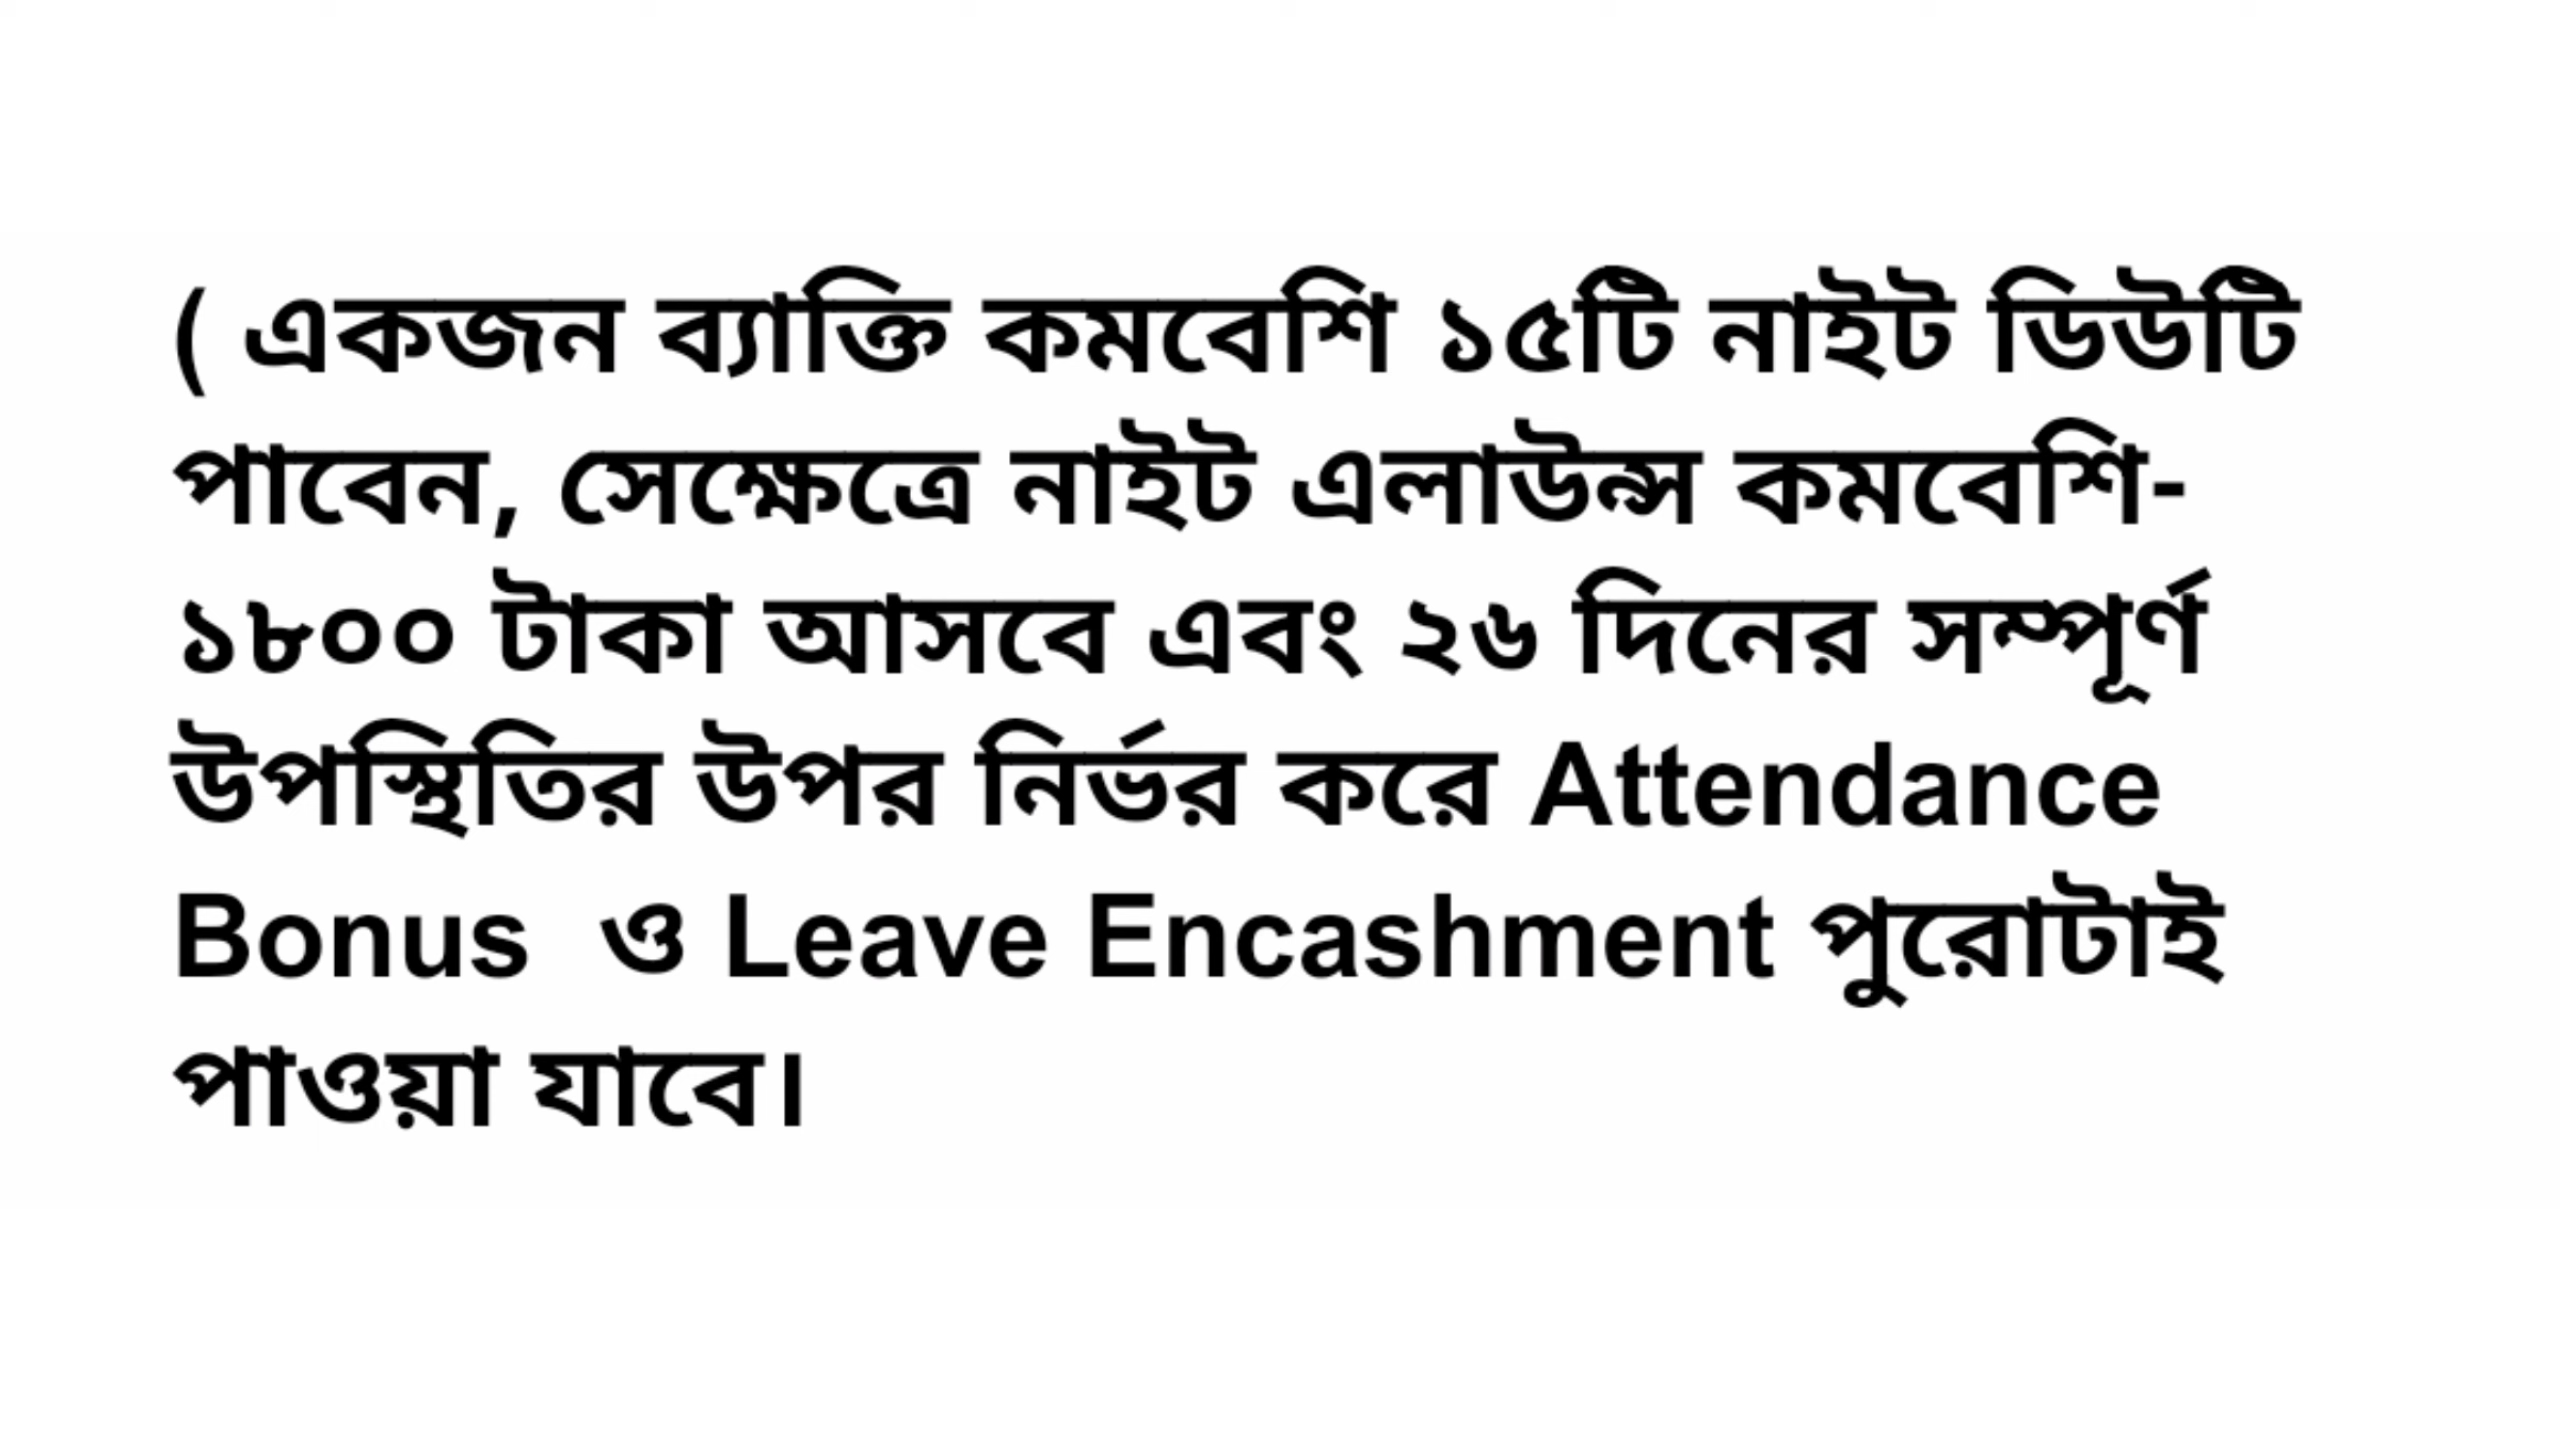 ( একজন ব্যাক্তি কমবেশি ১৫টি নাইট ডিউটি
পাবেন, সেক্ষেত্রে নাইট এলাউন্স কমবেশি-
১৮০০ টাকা আসবে এবং ২৬ দিনের সম্পূর্ণ
উপস্থিতির উপর নির্ভর করে Attendance
Bonus ও Leave Encashment পুরোটাই
পাওয়া যাবে।